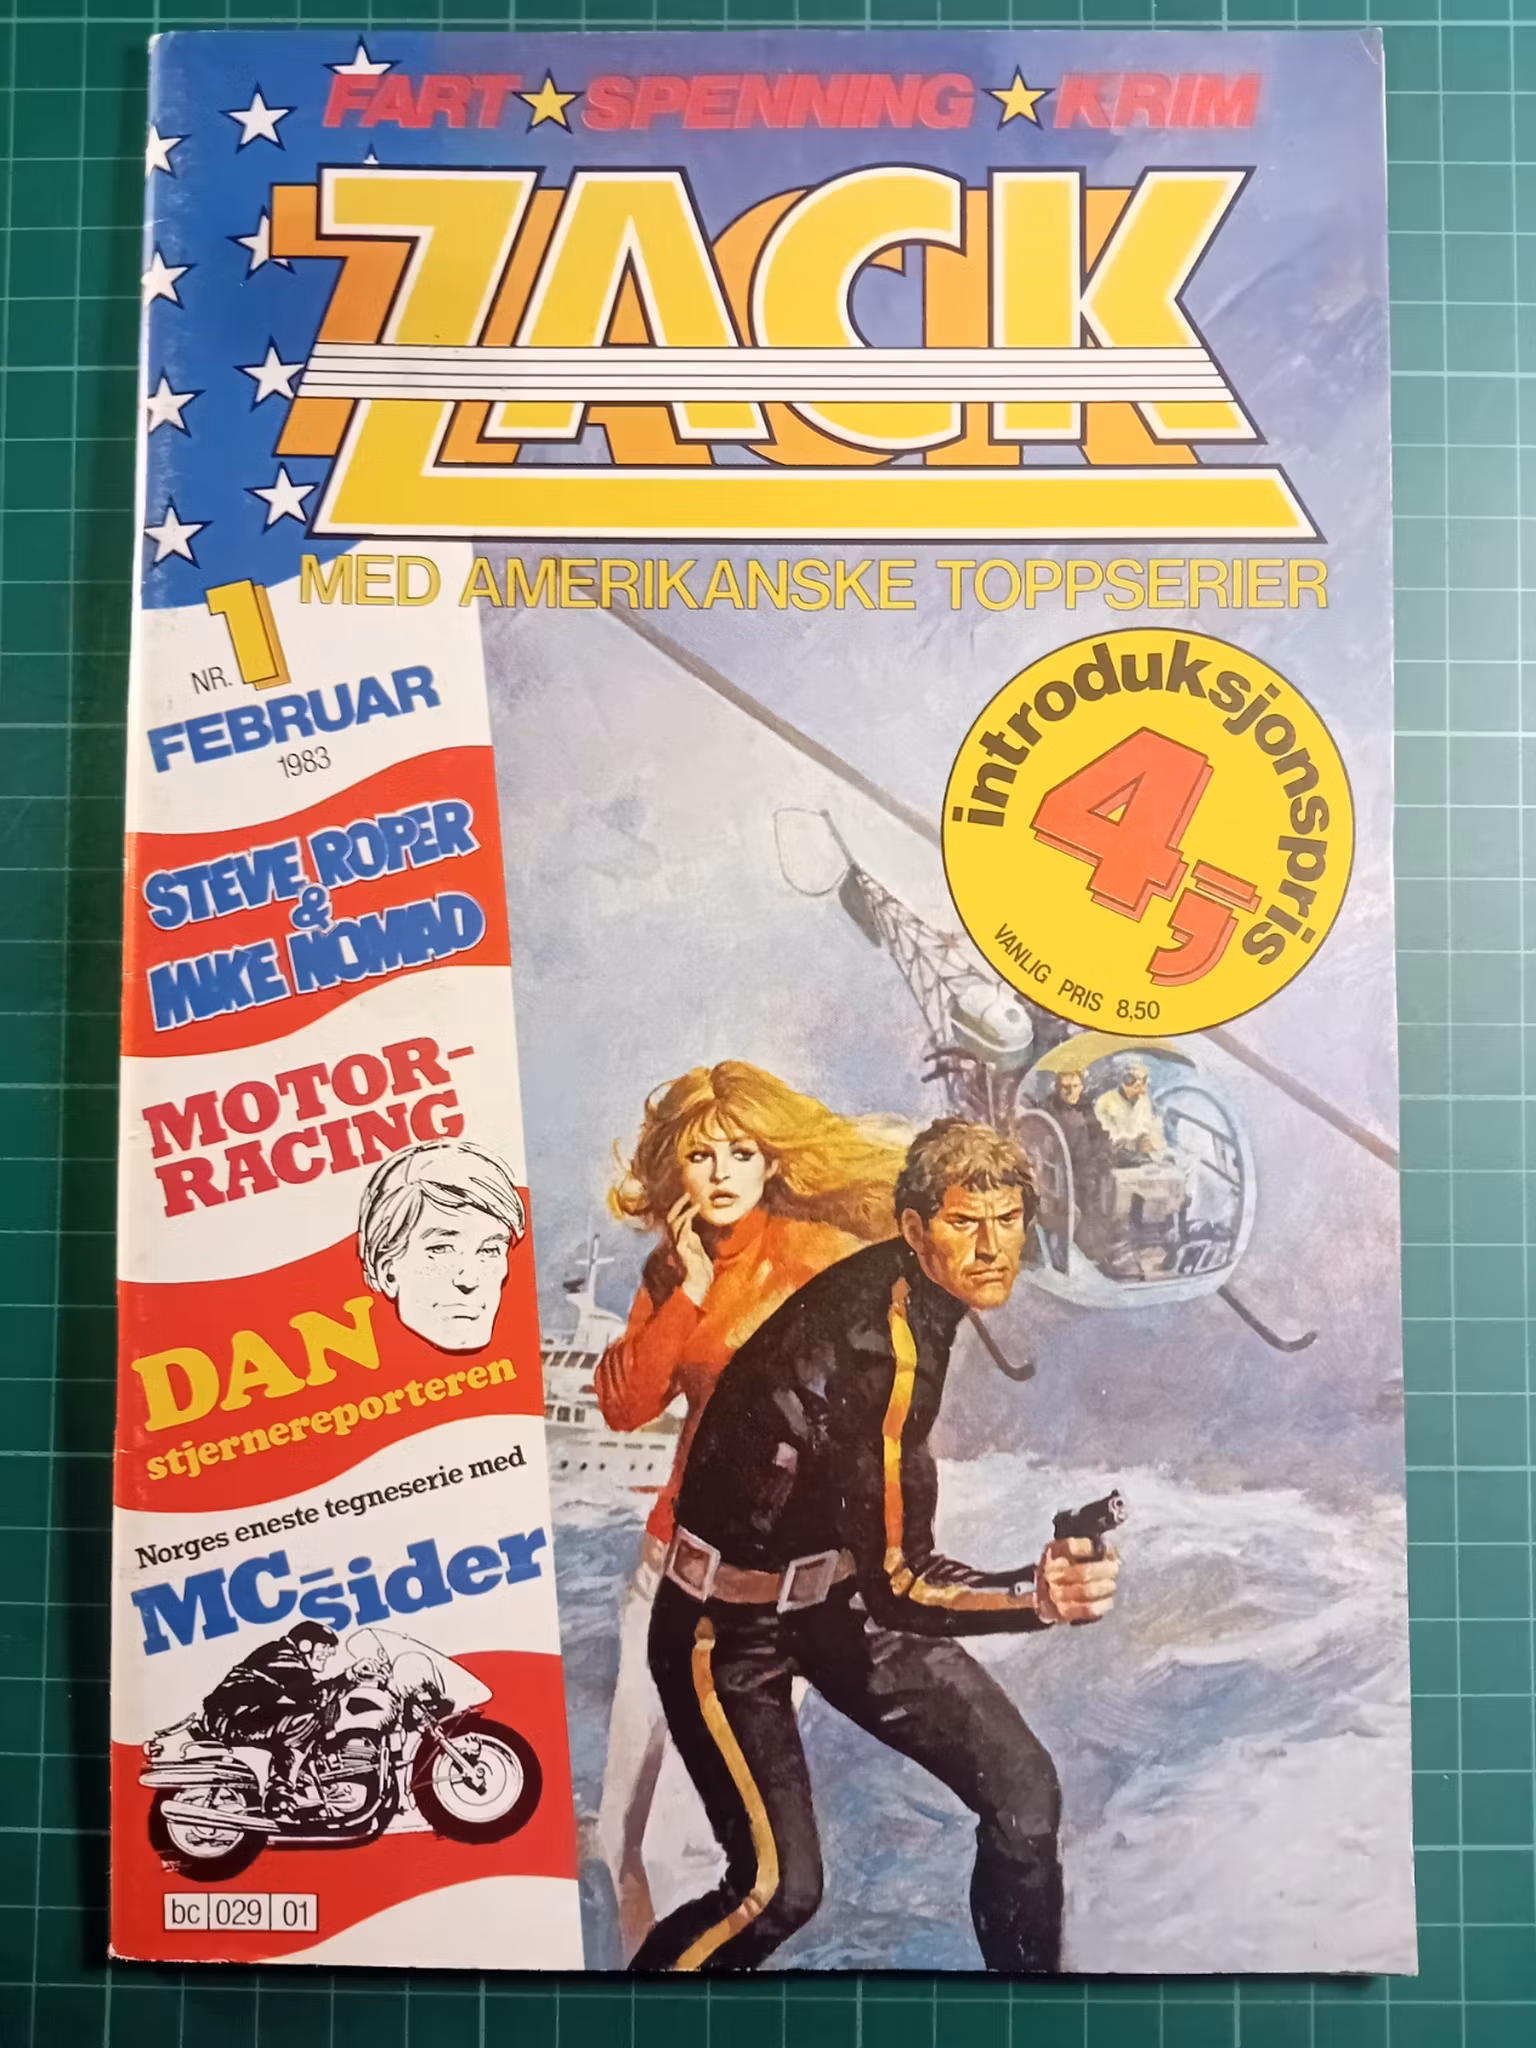 FART★SPENNING★KRIM
ZACK
MED AMERIKANSKE TOPPSERIER
NR. 1
FEBRUAR
1983
introduksjonspris
4,-
VANLIG PRIS 8,50
STEVE ROPER
&
MIKE NOMAD
MOTOR-
RACING
DAN
stjernereporteren
Norges eneste tegneserie med
MC-sider
bc 029 01